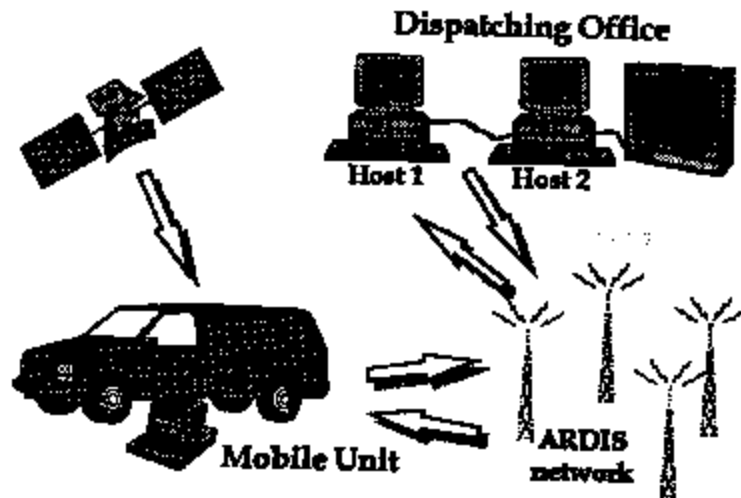 Dispatching Office
Host 1
Host 2
Mobile Unit
ARDIS
network